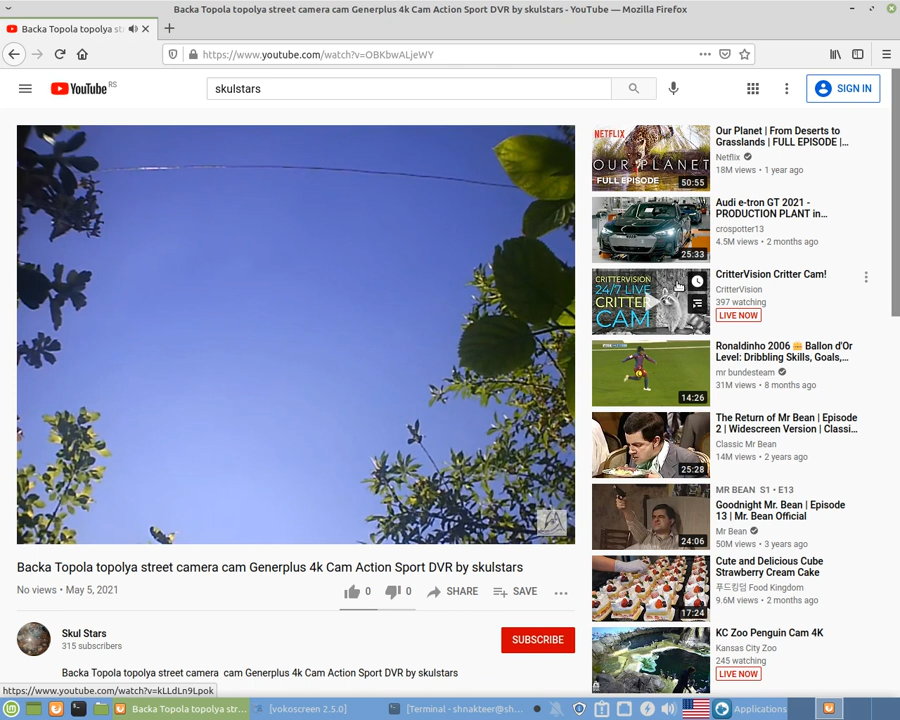 Backa Topola topolya street camera cam Generplus 4k Cam Action Sport DVR by skulstars - YouTube — Mozilla Firefox
Backa Topola topolya st
https://www.youtube.com/watch?v=OBKbwALjeWY
YouTube RS
skulstars
SIGN IN
NETFLIX
OUR PLANET
FULL EPISODE
50:55
Our Planet | From Deserts to
Grasslands | FULL EPISODE |...
Netflix
18M views • 1 year ago
25:33
Audi e-tron GT 2021 -
PRODUCTION PLANT in...
crospotter13
4.5M views • 2 months ago
CRITTERVISION
24/7 LIVE
CRITTER
CAM
CritterVision Critter Cam!
CritterVision
397 watching
LIVE NOW
14:26
Ronaldinho 2006 👑 Ballon d'Or
Level: Dribbling Skills, Goals,...
mr bundesteam
31M views • 8 months ago
25:28
The Return of Mr Bean | Episode
2 | Widescreen Version | Classi...
Classic Mr Bean
14M views • 2 years ago
24:06
MR BEAN S1 • E13
Goodnight Mr. Bean | Episode
13 | Mr. Bean Official
Mr Bean
50M views • 3 years ago
17:24
Cute and Delicious Cube
Strawberry Cream Cake
푸드킹덤 Food Kingdom
9.6M views • 2 months ago
KC Zoo Penguin Cam 4K
Kansas City Zoo
245 watching
LIVE NOW
Backa Topola topolya street camera cam Generplus 4k Cam Action Sport DVR by skulstars
No views • May 5, 2021
0
0
SHARE
SAVE
Skul Stars
315 subscribers
SUBSCRIBE
Backa Topola topolya street camera cam Generplus 4k Cam Action Sport DVR by skulstars
https://www.youtube.com/watch?v=kLLdLn9Lpok
Backa Topola topolya str...
[vokoscreen 2.5.0]
[Terminal - shnakteer@sh...
Applications